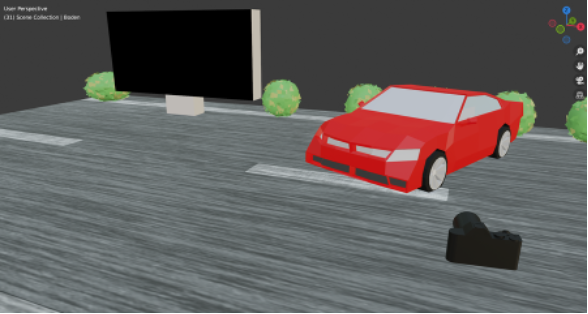 User Perspective
(31) Scene Collection | Boden